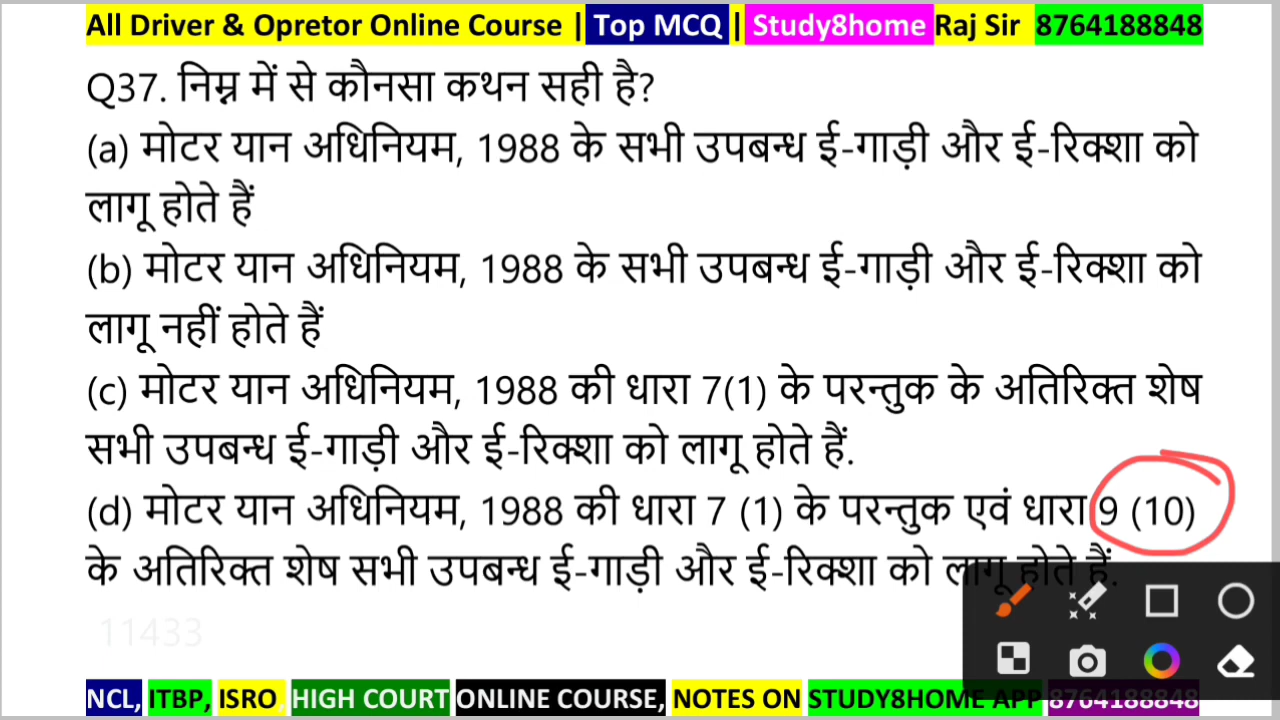 All Driver & Opretor Online Course | Top MCQ | Study8home Raj Sir 8764188848
Q37. निम्न में से कौनसा कथन सही है?
(a) मोटर यान अधिनियम, 1988 के सभी उपबन्ध ई-गाड़ी और ई-रिक्शा को
लागू होते हैं
(b) मोटर यान अधिनियम, 1988 के सभी उपबन्ध ई-गाड़ी और ई-रिक्शा को
लागू नहीं होते हैं
(c) मोटर यान अधिनियम, 1988 की धारा 7(1) के परन्तुक के अतिरिक्त शेष
सभी उपबन्ध ई-गाड़ी और ई-रिक्शा को लागू होते हैं.
(d) मोटर यान अधिनियम, 1988 की धारा 7 (1) के परन्तुक एवं धारा 9 (10)
के अतिरिक्त शेष सभी उपबन्ध ई-गाड़ी और ई-रिक्शा को लागू होते हैं.
11433
NCL, ITBP, ISRO, HIGH COURT ONLINE COURSE, NOTES ON STUDY8HOME APP 8764188848